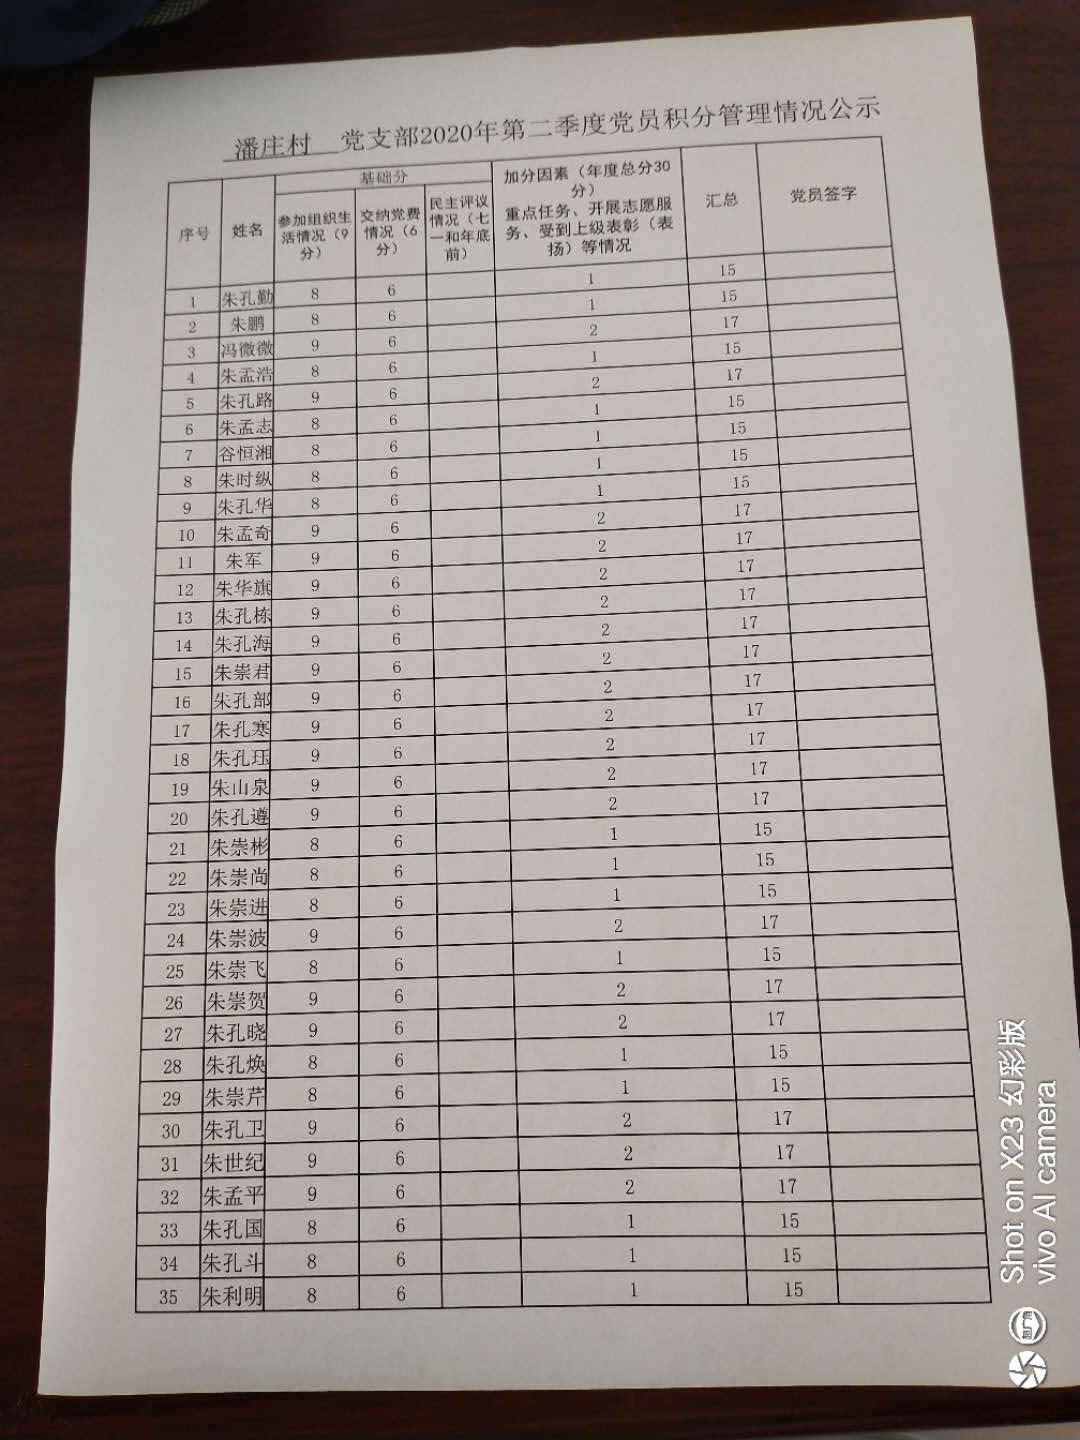 潘庄村 党支部2020年第二季度党员积分管理情况公示
序号 姓名 基础分 加分因素（年度总分30分）重点任务、开展志愿服务、受到上级表彰（表扬）等情况 汇总 党员签字
参加组织生活情况（9分） 交纳党费情况（6分） 民主评议情况（七一和年底前）
1 朱孔勤 8 6 1 15
2 朱鹏 8 6 1 15
3 冯微微 9 6 2 17
4 朱孟浩 8 6 1 15
5 朱孔路 9 6 2 17
6 朱孟志 8 6 1 15
7 谷恒湘 8 6 1 15
8 朱时纵 8 6 1 15
9 朱孔华 8 6 1 15
10 朱孟奇 9 6 2 17
11 朱军 9 6 2 17
12 朱华旗 9 6 2 17
13 朱孔栋 9 6 2 17
14 朱孔海 9 6 2 17
15 朱崇君 9 6 2 17
16 朱孔部 9 6 2 17
17 朱孔寒 9 6 2 17
18 朱孔珏 9 6 2 17
19 朱山泉 9 6 2 17
20 朱孔遵 9 6 2 17
21 朱崇彬 8 6 1 15
22 朱崇尚 8 6 1 15
23 朱崇进 8 6 1 15
24 朱崇波 9 6 2 17
25 朱崇飞 8 6 1 15
26 朱崇贺 9 6 2 17
27 朱孔晓 9 6 2 17
28 朱孔焕 8 6 1 15
29 朱崇芹 8 6 1 15
30 朱孔卫 9 6 2 17
31 朱世纪 9 6 2 17
32 朱孟平 9 6 2 17
33 朱孔国 8 6 1 15
34 朱孔斗 8 6 1 15
35 朱利明 8 6 1 15
Shot on X23 幻彩版
vivo AI camera